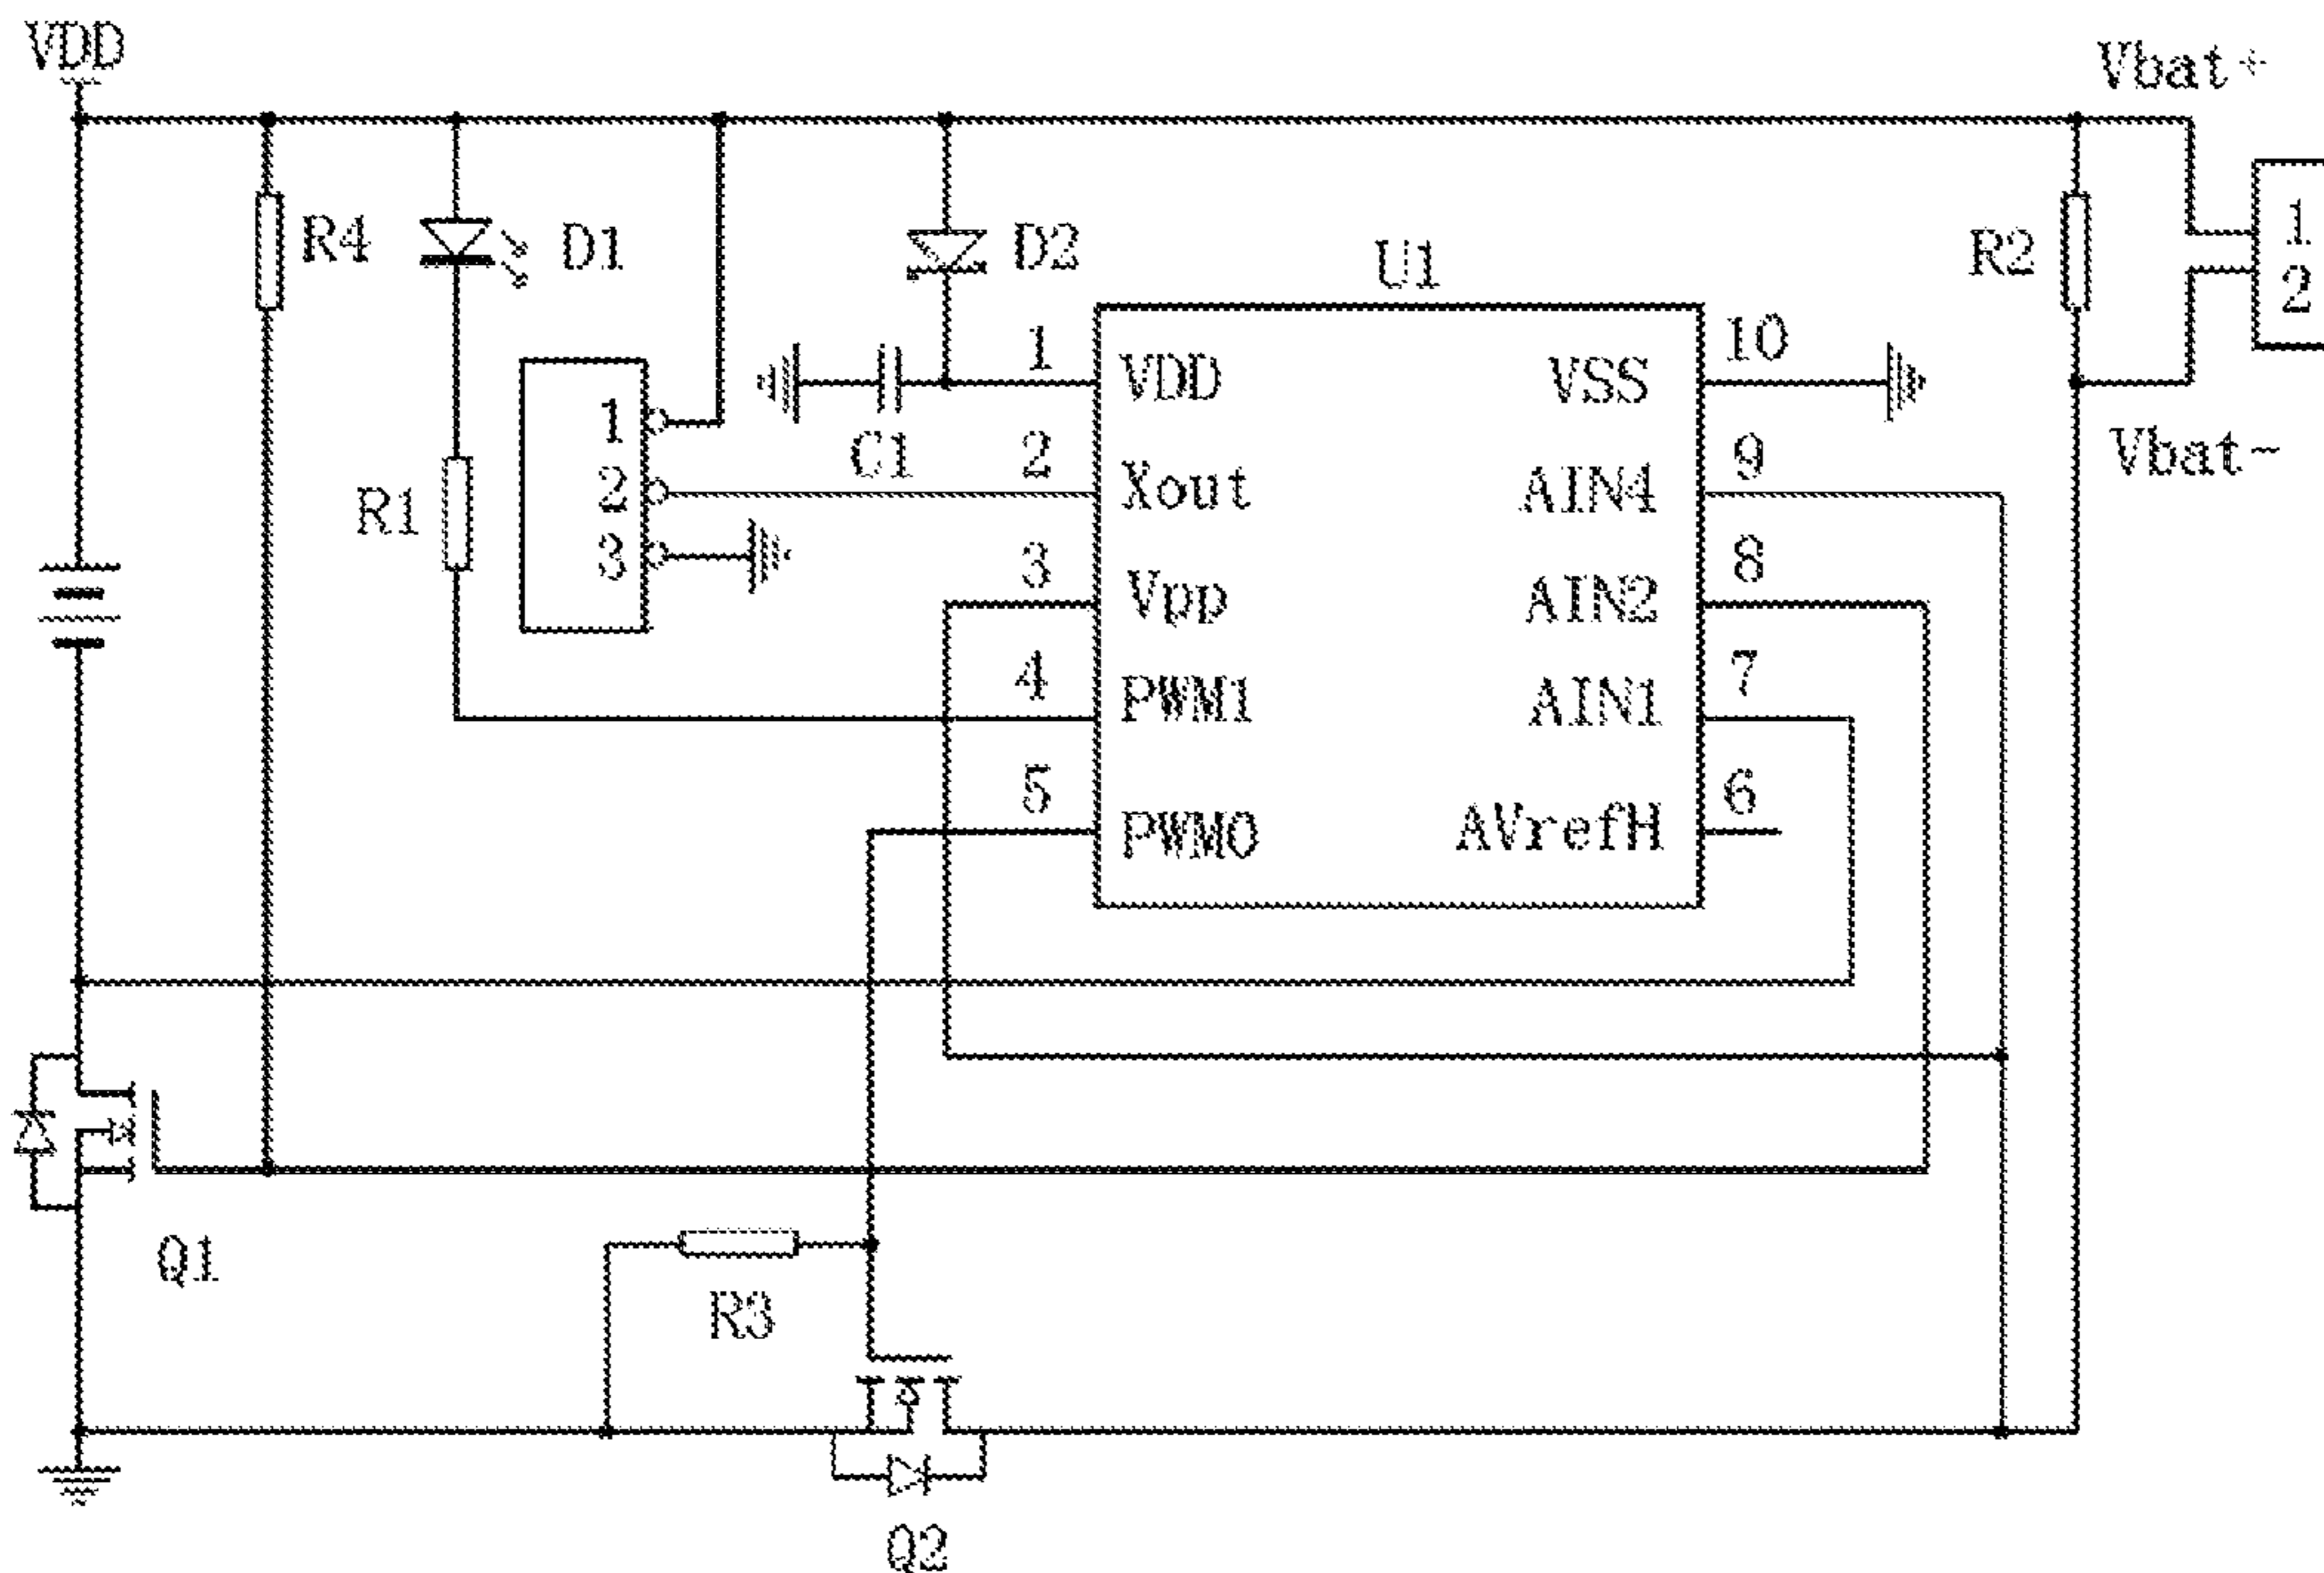 VDD
Vbat+
R4
D1
D2
U1
R2
1
2
1
VDD
VSS
10
1
2
3
C1
2
Xout
AIN4
9
Vbat-
R1
3
Vpp
AIN2
8
4
PWM1
AIN1
7
5
PWM0
AVrefH
6
Q1
R3
Q2